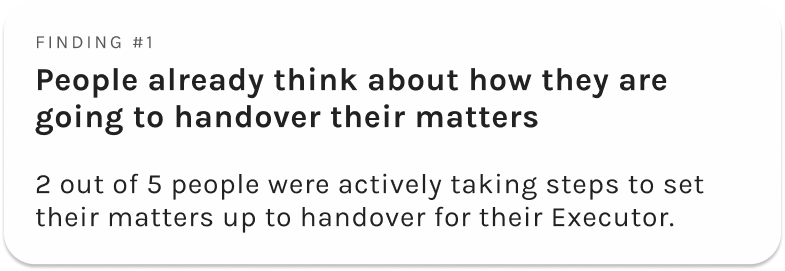 FINDING #1
People already think about how they are
going to handover their matters
2 out of 5 people were actively taking steps to set
their matters up to handover for their Executor.